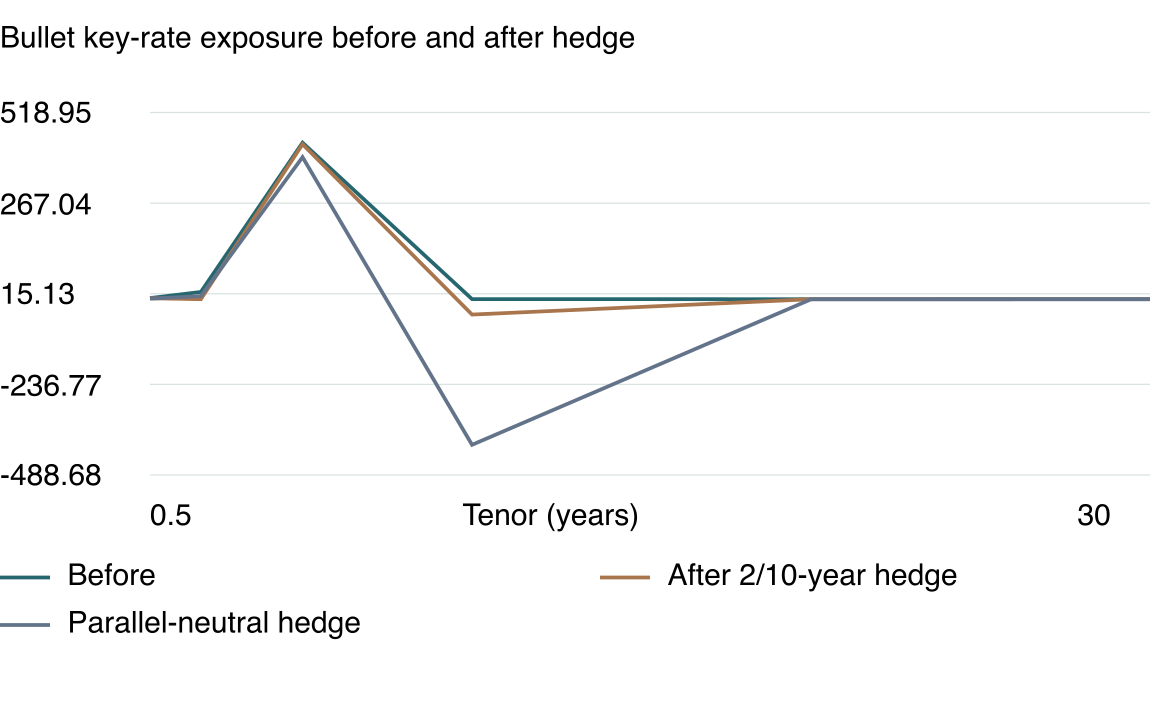 Bullet key-rate exposure before and after hedge
518.95
267.04
15.13
-236.77
-488.68
0.5 Tenor (years) 30
Before After 2/10-year hedge
Parallel-neutral hedge